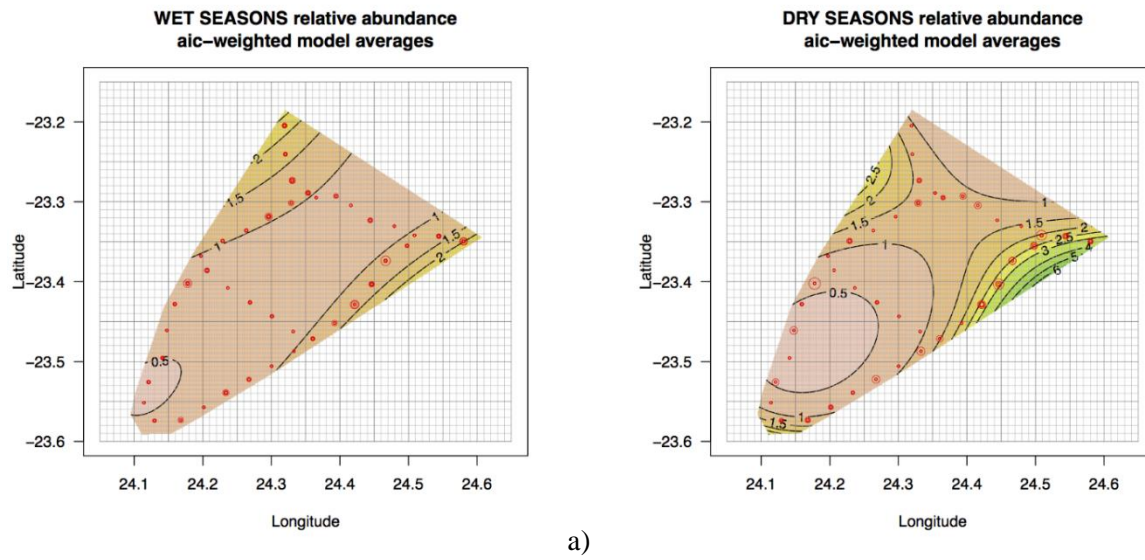 WET SEASONS relative abundance
aic-weighted model averages
-23.2
-23.3
-23.4
-23.5
-23.6
Latitude
2
1.5
1
1
1.5
2
0.5
24.1 24.2 24.3 24.4 24.5 24.6
Longitude
DRY SEASONS relative abundance
aic-weighted model averages
-23.2
-23.3
-23.4
-23.5
-23.6
Latitude
2.5
2
1.5
1
1
1.5
2
2.5
3
4
5
6
0.5
1
1.5
24.1 24.2 24.3 24.4 24.5 24.6
Longitude
a)